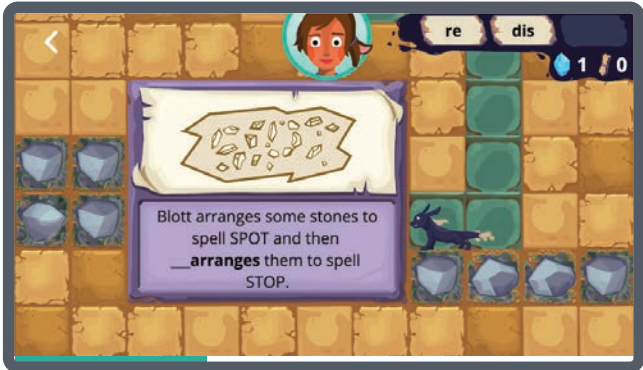 re dis
1 0
Blott arranges some stones to
spell SPOT and then
__arranges them to spell
STOP.